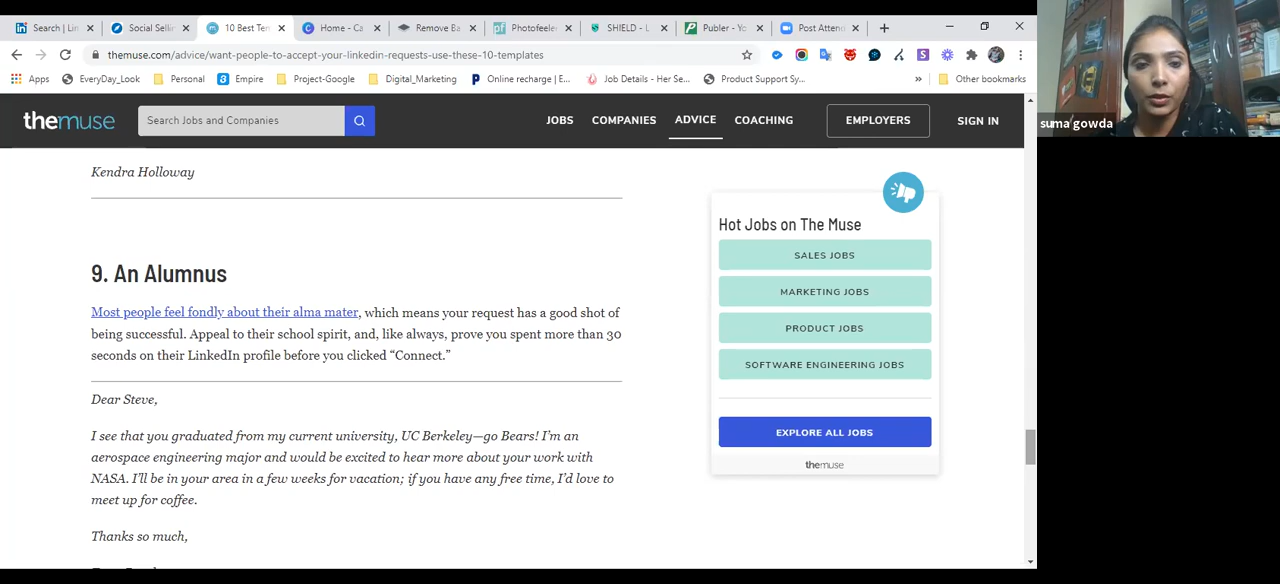 Search | Lin
Social Sellin
10 Best Tem
Home - Ca
Remove Ba
Photofeeler
SHIELD - L
Publer - Yo
Post Attend
themuse.com/advice/want-people-to-accept-your-linkedin-requests-use-these-10-templates
Apps
EveryDay_Look
Personal
Empire
Project-Google
Digital_Marketing
Online recharge | E...
Job Details - Her Se...
Product Support Sy...
»
Other bookmarks
themuse
Search Jobs and Companies
JOBS
COMPANIES
ADVICE
COACHING
EMPLOYERS
SIGN IN
suma gowda
Kendra Holloway
9. An Alumnus
Most people feel fondly about their alma mater, which means your request has a good shot of
being successful. Appeal to their school spirit, and, like always, prove you spent more than 30
seconds on their LinkedIn profile before you clicked “Connect.”
Dear Steve,
I see that you graduated from my current university, UC Berkeley—go Bears! I’m an
aerospace engineering major and would be excited to hear more about your work with
NASA. I’ll be in your area in a few weeks for vacation; if you have any free time, I’d love to
meet up for coffee.
Thanks so much,
Hot Jobs on The Muse
SALES JOBS
MARKETING JOBS
PRODUCT JOBS
SOFTWARE ENGINEERING JOBS
EXPLORE ALL JOBS
themuse